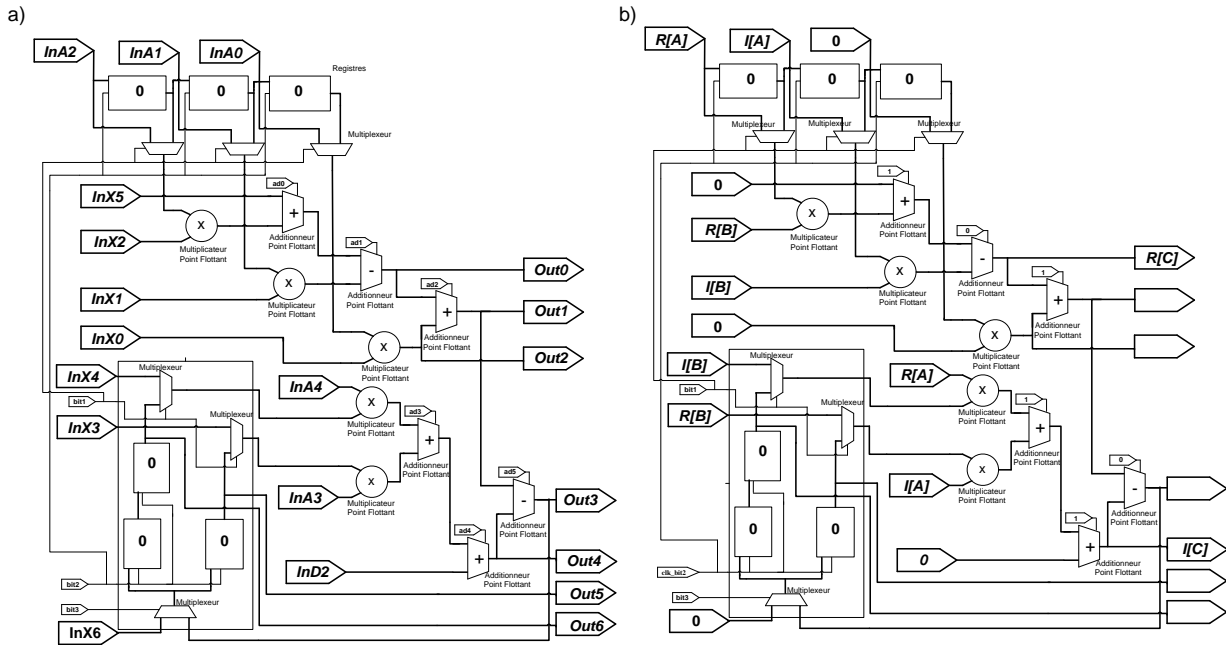 a)
InA2
InA1
InA0
0
0
0
Registres
Multiplexeur
InX5
ad0
+
InX2
X
Multiplicateur
Point Flottant
Additionneur
Point Flottant
ad1
-
Out0
InX1
X
Multiplicateur
Point Flottant
Additionneur
Point Flottant
ad2
+
Out1
InX0
X
Multiplicateur
Point Flottant
Additionneur
Point Flottant
Out2
Multiplexeur
InX4
bit1
InA4
X
Multiplicateur
Point Flottant
ad3
+
InX3
Multiplexeur
Additionneur
Point Flottant
0
X
InA3
Multiplicateur
Point Flottant
ad5
-
Out3
Additionneur
Point Flottant
0
0
ad4
+
Out4
InD2
Additionneur
Point Flottant
bit2
Out5
bit3
Multiplexeur
Out6
InX6
b)
R[A]
I[A]
0
0
0
0
Multiplexeur
Multiplexeur
Multiplexeur
0
1
+
R[B]
X
Multiplicateur
Point Flottant
Additionneur
Point Flottant
0
-
R[C]
I[B]
X
Multiplicateur
Point Flottant
Additionneur
Point Flottant
1
+
0
X
Multiplicateur
Point Flottant
Additionneur
Point Flottant
Multiplexeur
I[B]
bit1
R[A]
X
Multiplicateur
Point Flottant
1
+
R[B]
Multiplexeur
Additionneur
Point Flottant
0
X
I[A]
Multiplicateur
Point Flottant
0
-
Additionneur
Point Flottant
0
0
1
+
I[C]
0
Additionneur
Point Flottant
clk_bit2
bit3
Multiplexeur
0